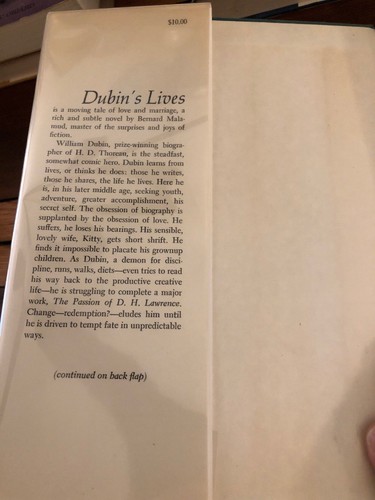 $10.00
Dubin's Lives
is a moving tale of love and marriage, a
rich and subtle novel by Bernard Mala-
mud, master of the surprises and joys of
fiction.
William Dubin, prize-winning biogra-
pher of H. D. Thoreau, is the steadfast,
somewhat comic hero. Dubin learns from
lives, or thinks he does: those he writes,
those he shares, the life he lives. Here he
is, in his later middle age, seeking youth,
adventure, greater accomplishment, his
secret self. The obsession of biography is
supplanted by the obsession of love. He
suffers, he loses his bearings. His sensible,
lovely wife, Kitty, gets short shrift. He
finds it impossible to placate his grownup
children. As Dubin, a demon for disci-
pline, runs, walks, diets—even tries to read
his way back to the productive creative
life—he is struggling to complete a major
work, The Passion of D. H. Lawrence.
Change—redemption?—eludes him until
he is driven to tempt fate in unpredictable
ways.
(continued on back flap)